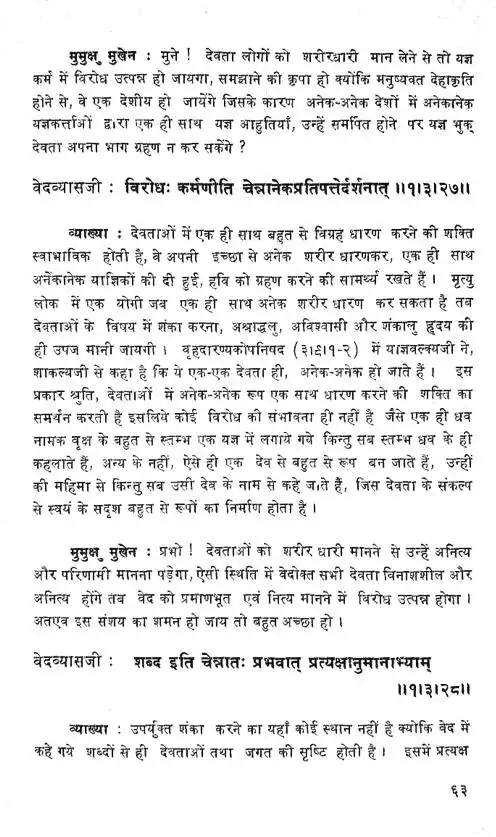 मुमुक्षु मुखेन : मुने ! देवता लोगों को शरीरधारी मान लेने से तो यज्ञ
कर्म में विरोध उत्पन्न हो जायगा, समझाने की कृपा हो क्योंकि मनुष्यवत देहाकृति
होने से, वे एक देशीय हो जायेंगे जिसके कारण अनेक-अनेक देशों में अनेकानेक
यज्ञकर्त्ताओं द्वारा एक ही साथ यज्ञ आहुतियाँ, उन्हें समर्पित होने पर यज्ञ भुक्
देवता अपना भाग ग्रहण न कर सकेंगे ?
वेदव्यासजी : विरोधः कर्मणीति चेन्नानेकप्रतिपत्तेर्दर्शनात् ॥१।३।२७॥
व्याख्या : देवताओं में एक ही साथ बहुत से विग्रह धारण करने की शक्ति
स्वाभाविक होती है, वे अपनी इच्छा से अनेक शरीर धारणकर, एक ही साथ
अनेकानेक याज्ञिकों की दी हुई, हवि को ग्रहण करने की सामर्थ्य रखते हैं । मृत्यु
लोक में एक योगी जब एक ही साथ अनेक शरीर धारण कर सकता है तब
देवताओं के विषय में शंका करना, अश्राद्धलु, अविश्वासी और शंकालु हृदय की
ही उपज मानी जायगी । वृहदारण्यकोपनिषद (३।९।१-२) में याज्ञवल्क्यजी ने,
शाकल्यजी से कहा है कि ये एक-एक देवता ही, अनेक-अनेक हो जाते हैं । इस
प्रकार श्रुति, देवताओं में अनेक-अनेक रूप एक साथ धारण करने की शक्ति का
समर्थन करती है इसलिये कोई विरोध की संभावना ही नहीं है जैसे एक ही धव
नामक वृक्ष के बहुत से स्तम्भ एक यज्ञ में लगाये गये किन्तु सब स्तम्भ धव के ही
कहलाते हैं, अन्य के नहीं, ऐसे ही एक देव से बहुत से रूप बन जाते हैं, उन्हीं
की महिमा से किन्तु सब उसी देव के नाम से कहे जाते हैं, जिस देवता के संकल्प
से स्वयं के सदृश बहुत से रूपों का निर्माण होता है ।
मुमुक्षु मुखेन : प्रभो ! देवताओं को शरीर धारी मानने से उन्हें अनित्य
और परिणामी मानना पड़ेगा, ऐसी स्थिति में वेदोक्त सभी देवता विनाशशील और
अनित्य होंगे तब वेद को प्रमाणभूत एवं नित्य मानने में विरोध उत्पन्न होगा ।
अतएव इस संशय का शमन हो जाय तो बहुत अच्छा हो ।
वेदव्यासजी : शब्द इति चेन्नातः प्रभवात् प्रत्यक्षानुमानाभ्याम्
॥१।३।२८॥
व्याख्या : उपर्युक्त शंका करने का यहाँ कोई स्थान नहीं है क्योंकि वेद में
कहे गये शब्दों से ही देवताओं तथा जगत की सृष्टि होती है । इसमें प्रत्यक्ष
६३